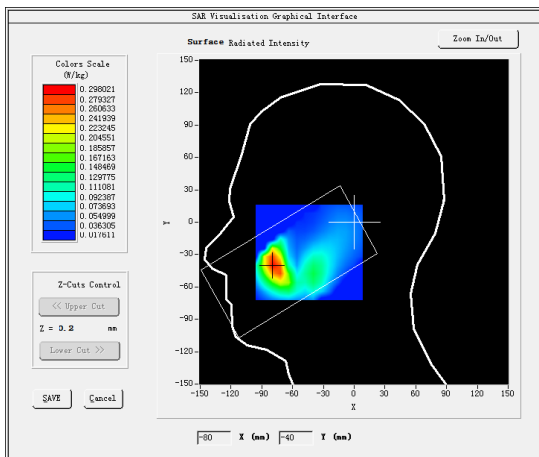 SAR Visualisation Graphical Interface
Surface Radiated Intensity
Zoom In/Out
Colors Scale
(W/kg)
0.298021
0.279327
0.260633
0.241939
0.223245
0.204551
0.185857
0.167163
0.148469
0.129775
0.111081
0.092387
0.073693
0.054999
0.036305
0.017611
Z-Cuts Control
<< Upper Cut
Z = 0.2 mm
Lower Cut >>
SAVE
Cancel
150
120
90
60
30
0
-30
-60
-90
-120
-150
Y
-150 -120 -90 -60 -30 0 30 60 90 120 150
X
-80 X (mm) -40 Y (mm)